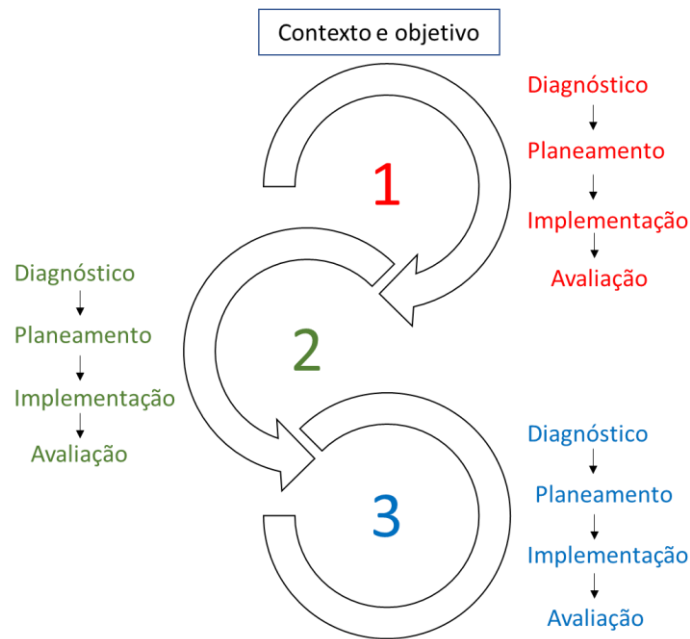 Contexto e objetivo
1
Diagnóstico
Planeamento
Implementação
Avaliação
2
Diagnóstico
Planeamento
Implementação
Avaliação
3
Diagnóstico
Planeamento
Implementação
Avaliação